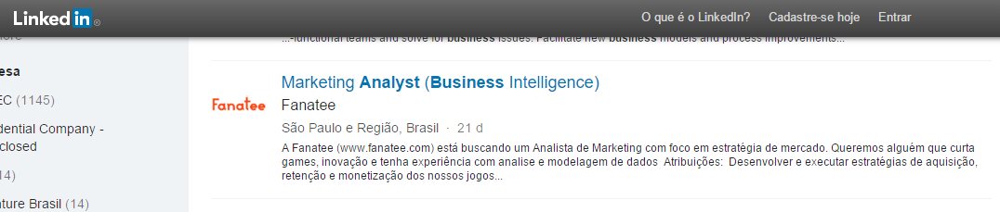 Linked in ®
O que é o LinkedIn? Cadastre-se hoje Entrar
...-functional teams and solve for business issues. Facilitate new business models and process improvements...
esa
EC (1145)
dential Company -
closed
14)
ture Brasil (14)
Marketing Analyst (Business Intelligence)
Fanatee
Fanatee
São Paulo e Região, Brasil · 21 d
A Fanatee (www.fanatee.com) está buscando um Analista de Marketing com foco em estratégia de mercado. Queremos alguém que curta
games, inovação e tenha experiência com analise e modelagem de dados Atribuições: Desenvolver e executar estratégias de aquisição,
retenção e monetização dos nossos jogos...